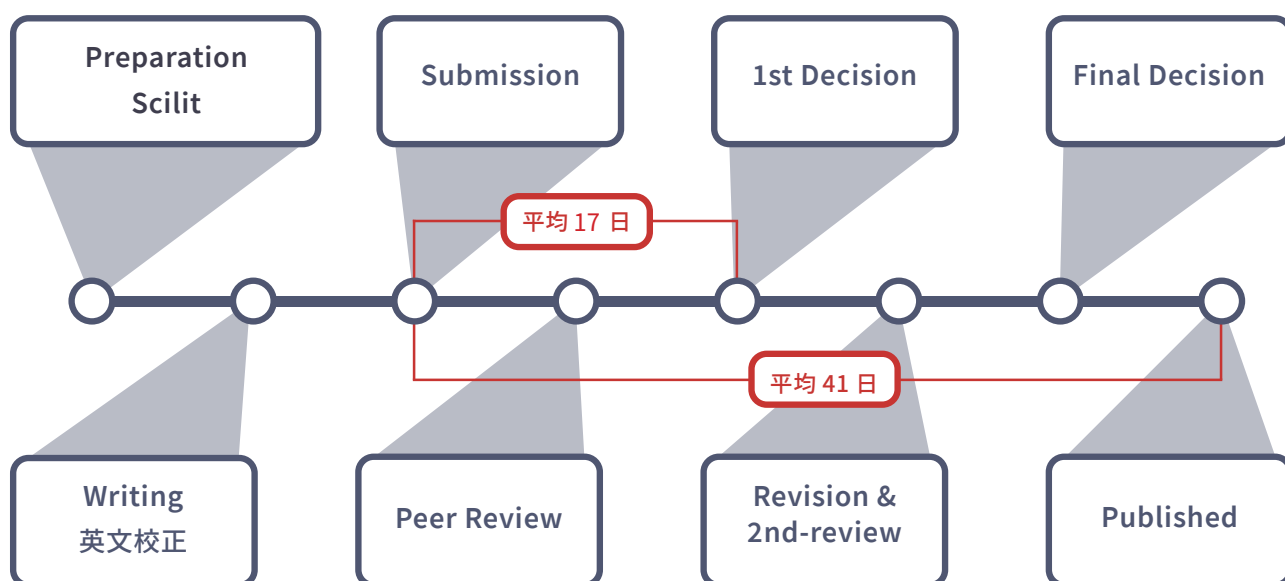 Preparation
Scilit
Submission
1st Decision
Final Decision
平均 17 日
平均 41 日
Writing
英文校正
Peer Review
Revision &
2nd-review
Published